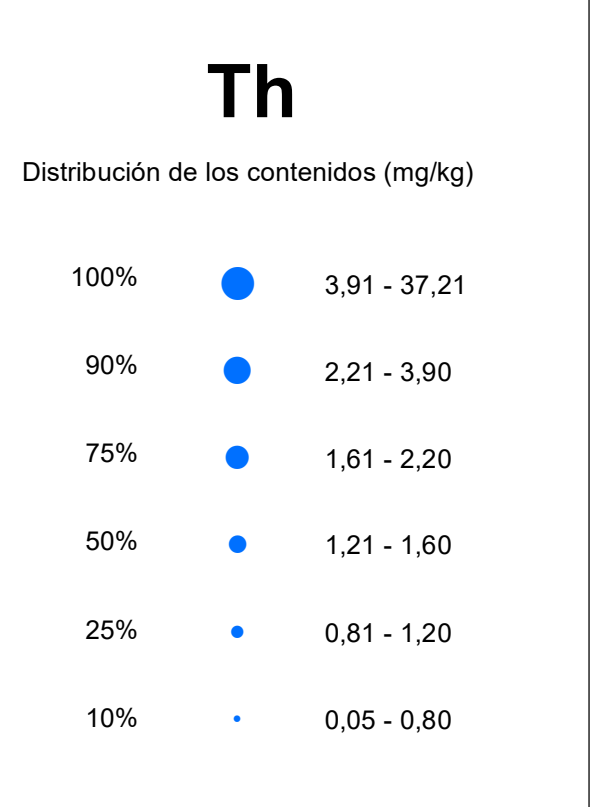 Th
Distribución de los contenidos (mg/kg)
100% 3,91 - 37,21
90% 2,21 - 3,90
75% 1,61 - 2,20
50% 1,21 - 1,60
25% 0,81 - 1,20
10% 0,05 - 0,80